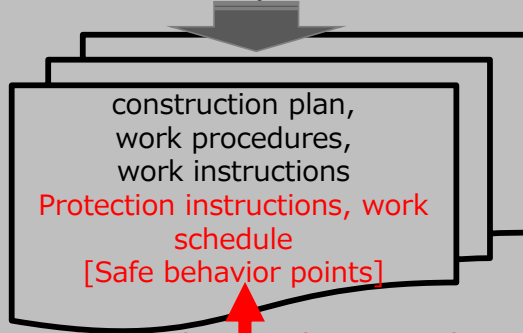 construction plan,
work procedures,
work instructions
Protection instructions, work
schedule
[Safe behavior points]